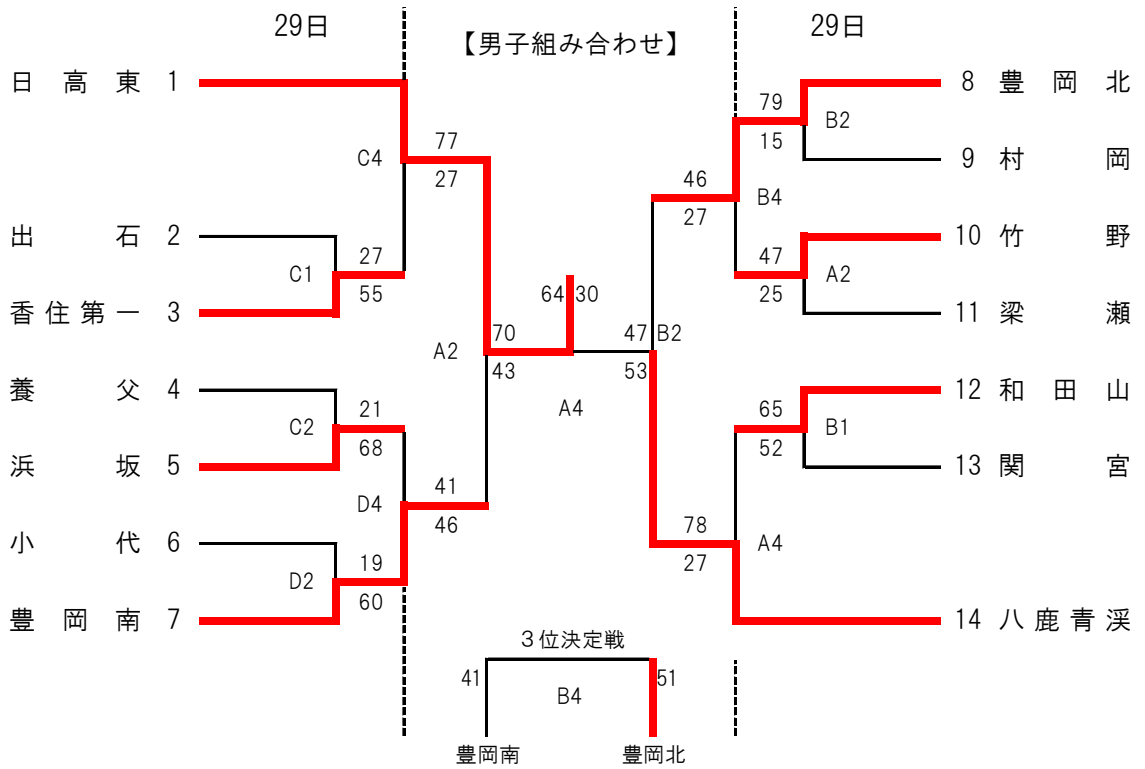 29日
【男子組み合わせ】
29日
日高東 1
8 豊岡北
79
B2
77
15
C4
9 村岡
27
46
B4
27
出石 2
10 竹野
27
47
C1
A2
55
25
64 30
香住第一 3
11 梁瀬
70
47 B2
A2
43
53
養父 4
12 和田山
A4
21
65
C2
B1
68
52
浜坂 5
13 関宮
41
D4
46
78
小代 6
A4
27
19
D2
60
豊岡南 7
14 八鹿青渓
3位決定戦
41
51
B4
豊岡南
豊岡北